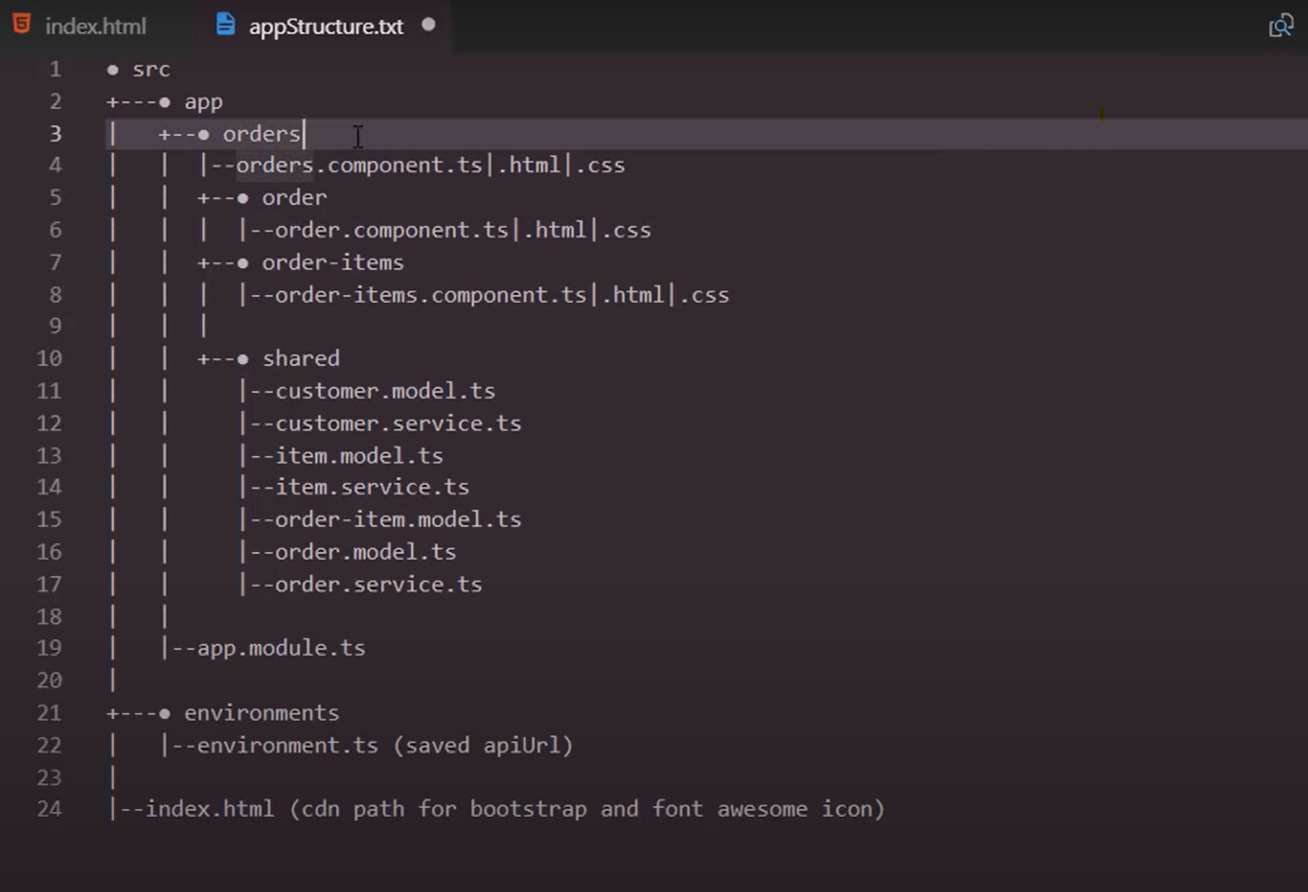 index.html
appStructure.txt ●
1 ● src
2 +---● app
3 |   +--● orders
4 |   |  |--orders.component.ts|.html|.css
5 |   |  +--● order
6 |   |  |  |--order.component.ts|.html|.css
7 |   |  +--● order-items
8 |   |  |  |--order-items.component.ts|.html|.css
9 |   |  |
10 |   |  +--● shared
11 |   |     |--customer.model.ts
12 |   |     |--customer.service.ts
13 |   |     |--item.model.ts
14 |   |     |--item.service.ts
15 |   |     |--order-item.model.ts
16 |   |     |--order.model.ts
17 |   |     |--order.service.ts
18 |   |
19 |   |--app.module.ts
20 |
21 +---● environments
22 |   |--environment.ts (saved apiUrl)
23 |
24 |--index.html (cdn path for bootstrap and font awesome icon)